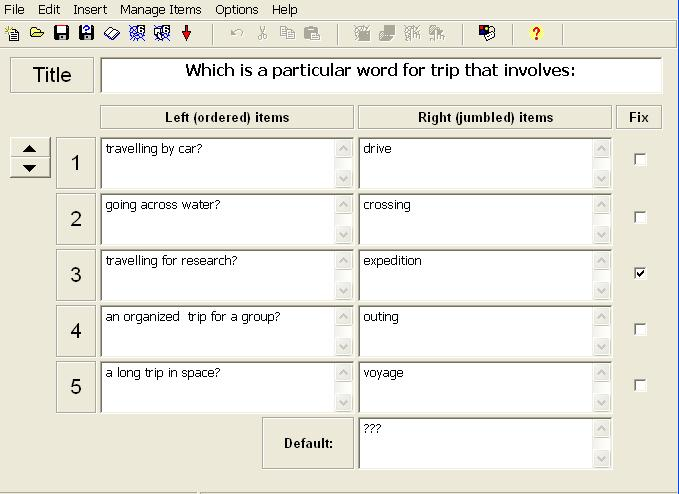 File Edit Insert Manage Items Options Help
?
Title
Which is a particular word for trip that involves:
Left (ordered) items
Right (jumbled) items
Fix
1
travelling by car?
drive
2
going across water?
crossing
3
travelling for research?
expedition
4
an organized  trip for a group?
outing
5
a long trip in space?
voyage
Default:
???